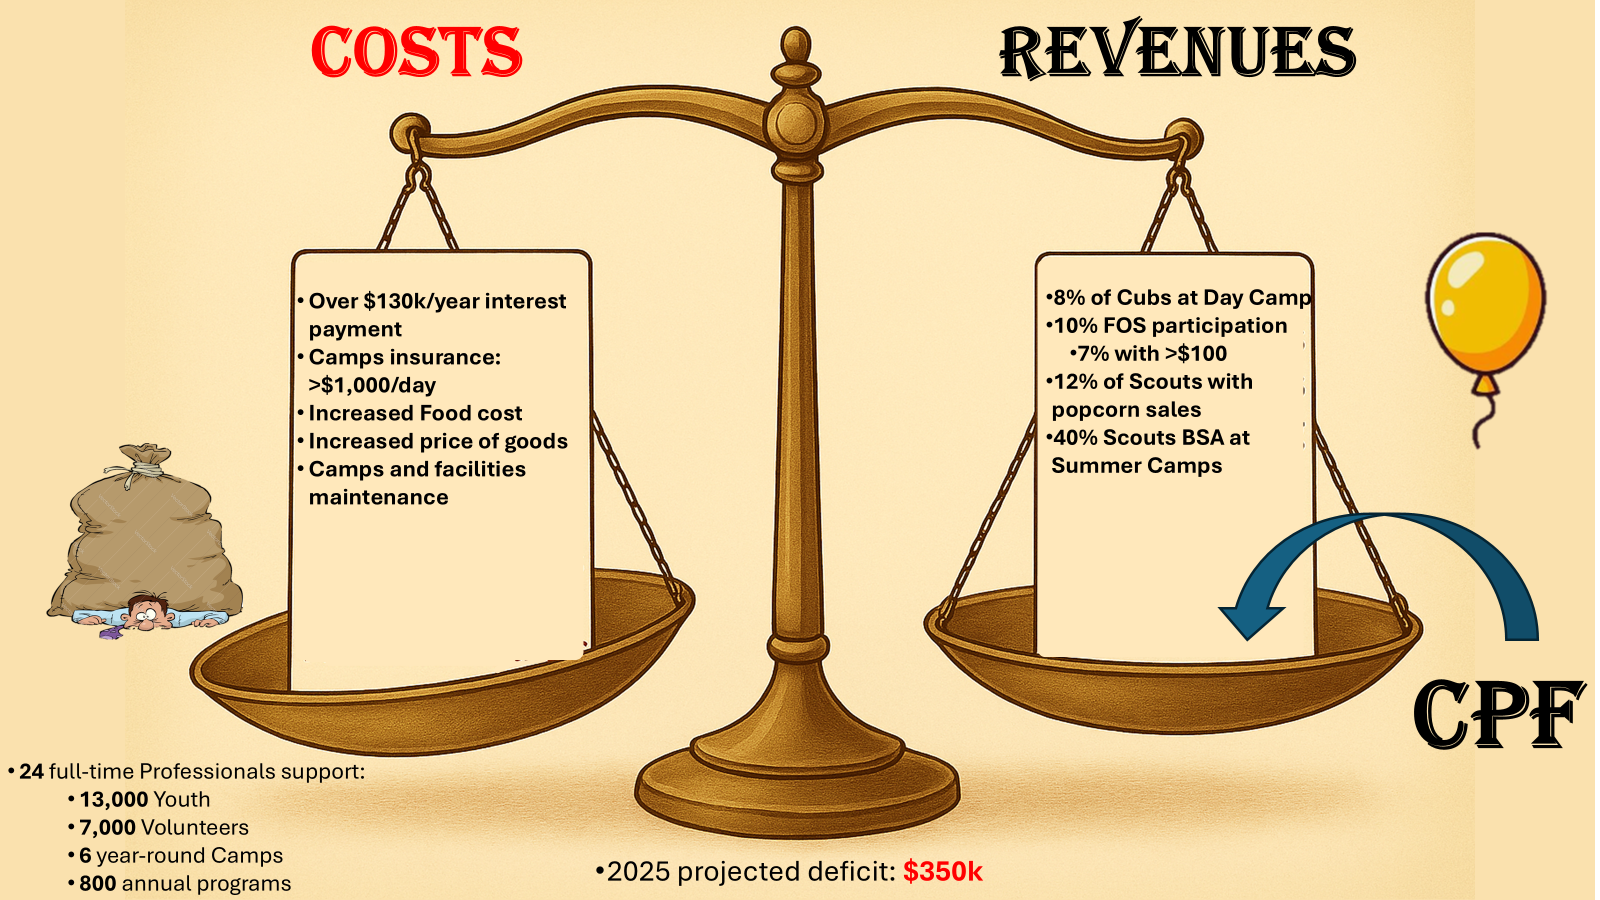 COSTS
REVENUES
• Over $130k/year interest
payment
• Camps insurance:
>$1,000/day
• Increased Food cost
• Increased price of goods
• Camps and facilities
maintenance
•8% of Cubs at Day Camp
•10% FOS participation
•7% with >$100
•12% of Scouts with
popcorn sales
•40% Scouts BSA at
Summer Camps
CPF
• 24 full-time Professionals support:
• 13,000 Youth
• 7,000 Volunteers
• 6 year-round Camps
• 800 annual programs
•2025 projected deficit: $350k